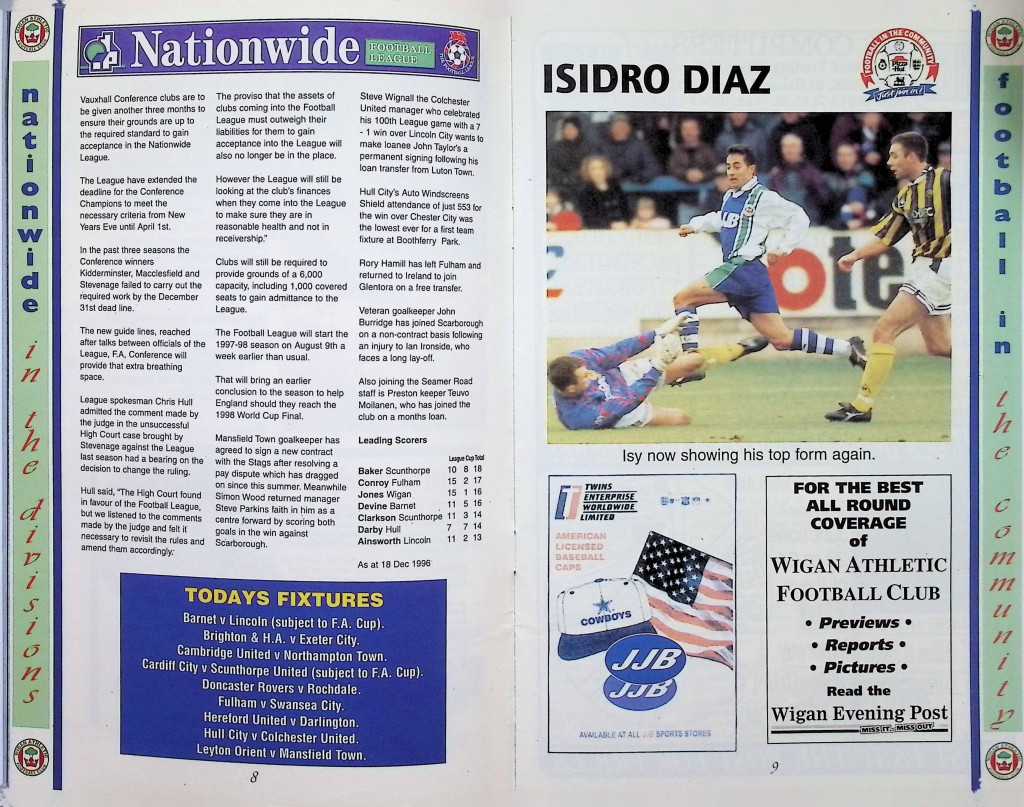 WIGAN ATHLETIC
nationwide
in the divisions
Nationwide
FOOTBALL
LEAGUE
Vauxhall Conference clubs are to
be given another three months to
ensure their grounds are up to
the required standard to gain
acceptance in the Nationwide
League.
The League have extended the
deadline for the Conference
Champions to meet the
necessary criteria from New
Years Eve until April 1st.
In the past three seasons the
Conference winners
Kidderminster, Macclesfield and
Stevenage failed to carry out the
required work by the December
31st dead line.
The new guide lines, reached
after talks between officials of the
League, F.A, Conference will
provide that extra breathing
space.
League spokesman Chris Hull
admitted the comment made by
the judge in the unsuccessful
High Court case brought by
Stevenage against the League
last season had a bearing on the
decision to change the ruling.
Hull said, "The High Court found
in favour of the Football League,
but we listened to the comments
made by the judge and felt it
necessary to revisit the rules and
amend them accordingly.
The proviso that the assets of
clubs coming into the Football
League must outweigh their
liabilities for them to gain
acceptance into the League will
also no longer be in the place.
However the League will still be
looking at the club's finances
when they come into the League
to make sure they are in
reasonable health and not in
receivership."
Clubs will still be required to
provide grounds of a 6,000
capacity, including 1,000 covered
seats to gain admittance to the
League.
The Football League will start the
1997-98 season on August 9th a
week earlier than usual.
That will bring an earlier
conclusion to the season to help
England should they reach the
1998 World Cup Final.
Mansfield Town goalkeeper has
agreed to sign a new contract
with the Stags after resolving a
pay dispute which has dragged
on since this summer. Meanwhile
Simon Wood returned manager
Steve Parkins faith in him as a
centre forward by scoring both
goals in the win against
Scarborough.
Steve Wignall the Colchester
United manager who celebrated
his 100th League game with a 7
- 1 win over Lincoln City wants to
make loanee John Taylor's a
permanent signing following his
loan transfer from Luton Town.
Hull City's Auto Windscreens
Shield attendance of just 553 for
the win over Chester City was
the lowest ever for a first team
fixture at Boothferry Park.
Rory Hamill has left Fulham and
returned to Ireland to join
Glentora on a free transfer.
Veteran goalkeeper John
Burridge has joined Scarborough
on a non-contract basis following
an injury to Ian Ironside, who
faces a long lay-off.
Also joining the Seamer Road
staff is Preston keeper Teuvo
Moilanen, who has joined the
club on a months loan.
Leading Scorers
League Cup Total
Baker Scunthorpe 10 8 18
Conroy Fulham 15 2 17
Jones Wigan 15 1 16
Devine Barnet 11 5 16
Clarkson Scunthorpe 11 3 14
Darby Hull 7 7 14
Ainsworth Lincoln 11 2 13
As at 18 Dec 1996
TODAYS FIXTURES
Barnet v Lincoln (subject to F.A. Cup).
Brighton & H.A. v Exeter City.
Cambridge United v Northampton Town.
Cardiff City v Scunthorpe United (subject to F.A. Cup).
Doncaster Rovers v Rochdale.
Fulham v Swansea City.
Hereford United v Darlington.
Hull City v Colchester United.
Leyton Orient v Mansfield Town.
8
ISIDRO DIAZ
FOOTBALL IN THE COMMUNITY
Pizza Hut
Just join in!
ote
Isy now showing his top form again.
TWINS
ENTERPRISE
WORLDWIDE
LIMITED
AMERICAN
LICENSED
BASEBALL
CAPS
COWBOYS
JJB
JJB
AVAILABLE AT ALL JJB SPORTS STORES
FOR THE BEST
ALL ROUND
COVERAGE
of
WIGAN ATHLETIC
FOOTBALL CLUB
• Previews •
• Reports •
• Pictures •
Read the
Wigan Evening Post
MISS IT - MISS OUT
9
football in
the community